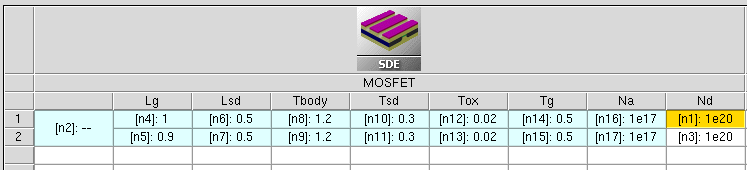 SDE
MOSFET
Lg Lsd Tbody Tsd Tox Tg Na Nd
1 [n2]: -- [n4]: 1 [n6]: 0.5 [n8]: 1.2 [n10]: 0.3 [n12]: 0.02 [n14]: 0.5 [n16]: 1e17 [n1]: 1e20
2 [n5]: 0.9 [n7]: 0.5 [n9]: 1.2 [n11]: 0.3 [n13]: 0.02 [n15]: 0.5 [n17]: 1e17 [n3]: 1e20